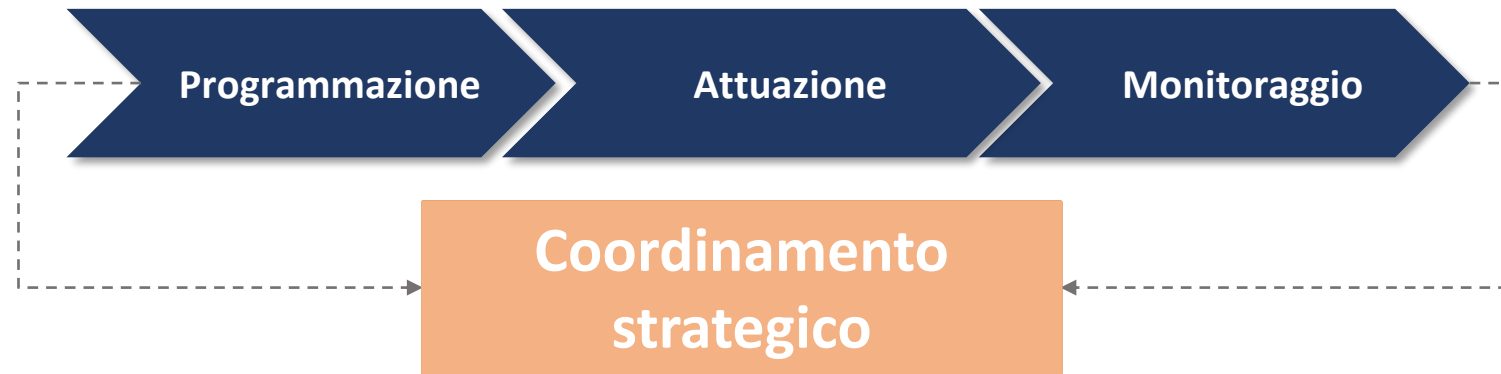 Programmazione
Attuazione
Monitoraggio
Coordinamento
strategico